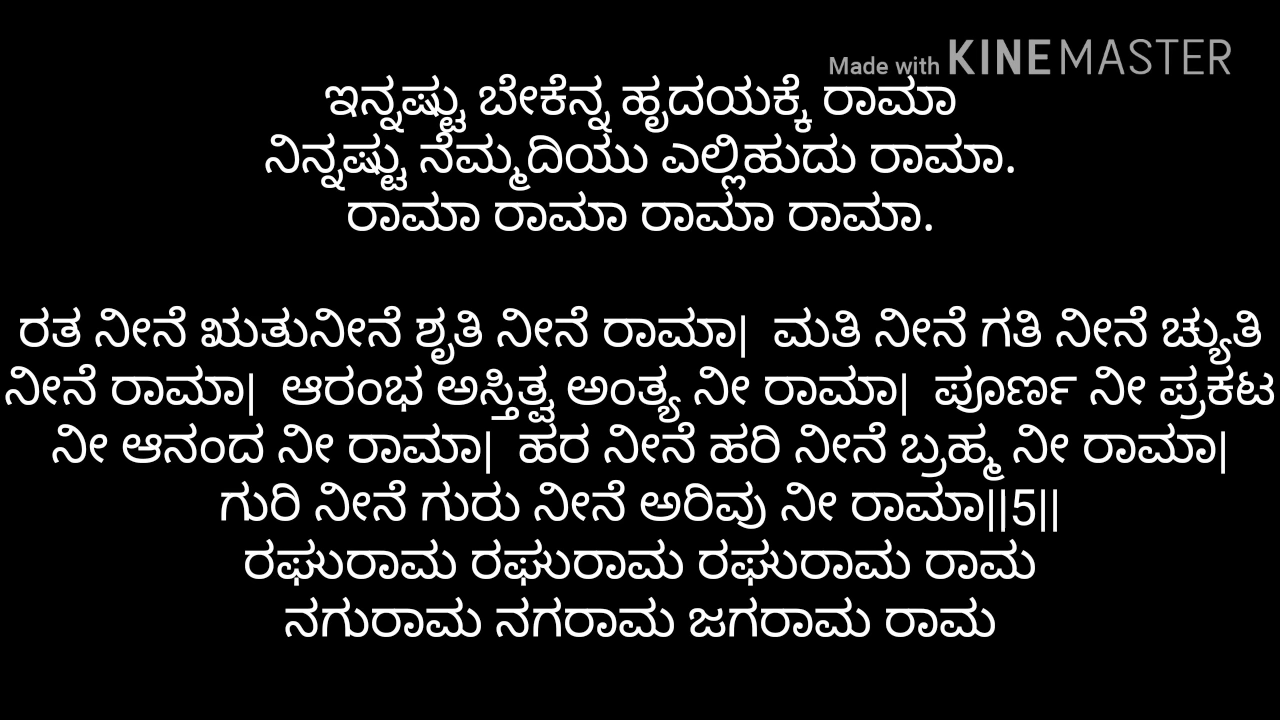 Made with KINEMASTER
ಇನ್ನಷ್ಟು ಬೇಕೆನ್ನ ಹೃದಯಕ್ಕೆ ರಾಮಾ
ನಿನ್ನಷ್ಟು ನೆಮ್ಮದಿಯು ಎಲ್ಲಿಹುದು ರಾಮಾ.
ರಾಮಾ ರಾಮಾ ರಾಮಾ ರಾಮಾ.
ರತ ನೀನೆ ಋತುನೀನೆ ಶೃತಿ ನೀನೆ ರಾಮಾ| ಮತಿ ನೀನೆ ಗತಿ ನೀನೆ ಚ್ಯುತಿ
ನೀನೆ ರಾಮಾ| ಆರಂಭ ಅಸ್ತಿತ್ವ ಅಂತ್ಯ ನೀ ರಾಮಾ| ಪೂರ್ಣ ನೀ ಪ್ರಕಟ
ನೀ ಆನಂದ ನೀ ರಾಮಾ| ಹರ ನೀನೆ ಹರಿ ನೀನೆ ಬ್ರಹ್ಮ ನೀ ರಾಮಾ|
ಗುರಿ ನೀನೆ ಗುರು ನೀನೆ ಅರಿವು ನೀ ರಾಮಾ||5||
ರಘುರಾಮ ರಘುರಾಮ ರಘುರಾಮ ರಾಮ
ನಗುರಾಮ ನಗರಾಮ ಜಗರಾಮ ರಾಮ